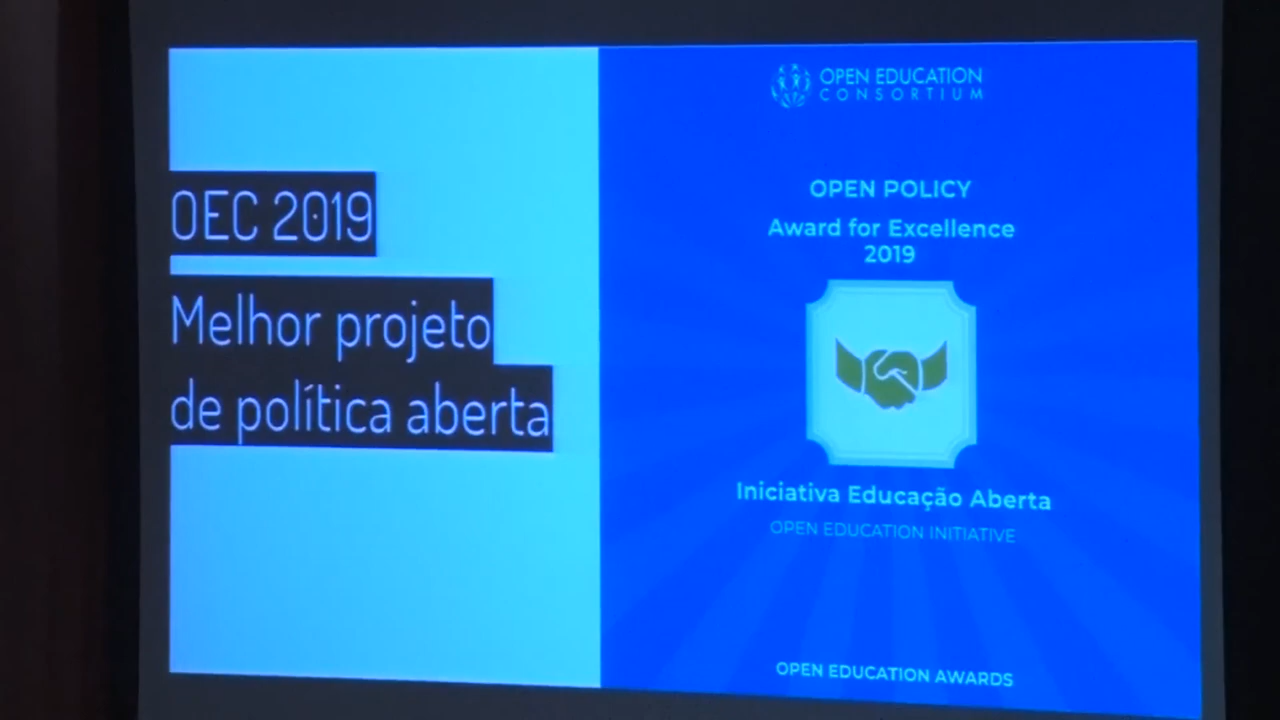 OEC 2019
Melhor projeto
de política aberta
OPEN EDUCATION
CONSORTIUM
OPEN POLICY
Award for Excellence
2019
Iniciativa Educação Aberta
OPEN EDUCATION INITIATIVE
OPEN EDUCATION AWARDS